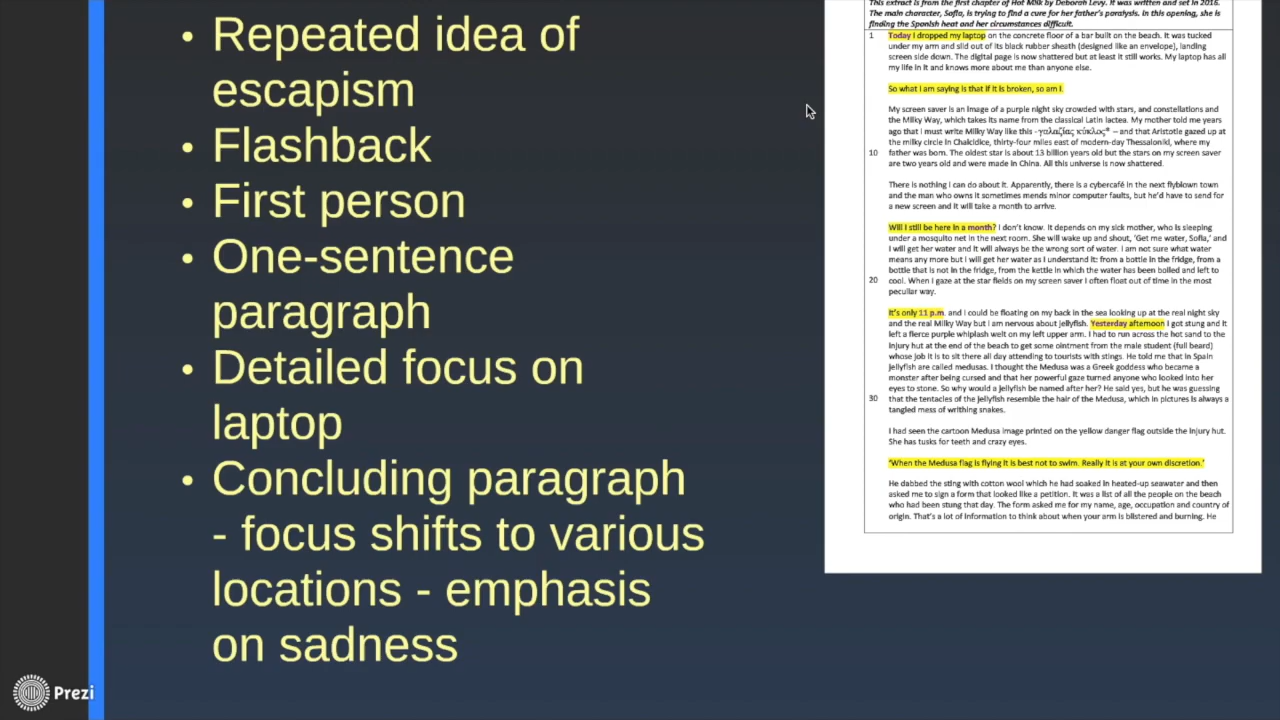 • Repeated idea of
escapism
• Flashback
• First person
• One-sentence
paragraph
• Detailed focus on
laptop
• Concluding paragraph
- focus shifts to various
locations - emphasis
on sadness
This extract is from the first chapter of Hot Milk by Deborah Levy. It was written and set in 2016.
The main character, Sofia, is trying to find a cure for her father's paralysis. In this opening, she is
finding the Spanish heat and her circumstances difficult.
1 Today I dropped my laptop on the concrete floor of a bar built on the beach. It was tucked
under my arm and slid out of its black rubber sheath (designed like an envelope), landing
screen side down. The digital page is now shattered but at least it still works. My laptop has all
my life in it and knows more about me than anyone else.
So what I am saying is that if it is broken, so am I.
My screen saver is an image of a purple night sky crowded with stars, and constellations and
the Milky Way, which takes its name from the classical Latin lactea. My mother told me years
ago that I must write Milky Way like this - γαλαξίας κύκλος* – and that Aristotle gazed up at
the milky circle in Chalcidice, thirty-four miles east of modern-day Thessaloniki, where my
10 father was born. The oldest star is about 13 billion years old but the stars on my screen saver
are two years old and were made in China. All this universe is now shattered.
There is nothing I can do about it. Apparently, there is a cybercafé in the next flyblown town
and the man who owns it sometimes mends minor computer faults, but he'd have to send for
a new screen and it will take a month to arrive.
Will I still be here in a month? I don't know. It depends on my sick mother, who is sleeping
under a mosquito net in the next room. She will wake up and shout, 'Get me water, Sofia,' and
I will get her water and it will always be the wrong sort of water. I am not sure what water
means any more but I will get her water as I understand it: from a bottle in the fridge, from a
bottle that is not in the fridge, from the kettle in which the water has been boiled and left to
20 cool. When I gaze at the star fields on my screen saver I often float out of time in the most
peculiar way.
It's only 11 p.m. and I could be floating on my back in the sea looking up at the real night sky
and the real Milky Way but I am nervous about jellyfish. Yesterday afternoon I got stung and it
left a fierce purple whiplash welt on my left upper arm. I had to run across the hot sand to the
injury hut at the end of the beach to get some ointment from the male student (full beard)
whose job it is to sit there all day attending to tourists with stings. He told me that in Spain
jellyfish are called medusas. I thought the Medusa was a Greek goddess who became a
monster after being cursed and that her powerful gaze turned anyone who looked into her
eyes to stone. So why would a jellyfish be named after her? He said yes, but he was guessing
30 that the tentacles of the jellyfish resemble the hair of the Medusa, which in pictures is always a
tangled mess of writhing snakes.
I had seen the cartoon Medusa image printed on the yellow danger flag outside the injury hut.
She has tusks for teeth and crazy eyes.
'When the Medusa flag is flying it is best not to swim. Really it is at your own discretion.'
He dabbed the sting with cotton wool which he had soaked in heated-up seawater and then
asked me to sign a form that looked like a petition. It was a list of all the people on the beach
who had been stung that day. The form asked me for my name, age, occupation and country of
origin. That's a lot of information to think about when your arm is blistered and burning. He
Prezi